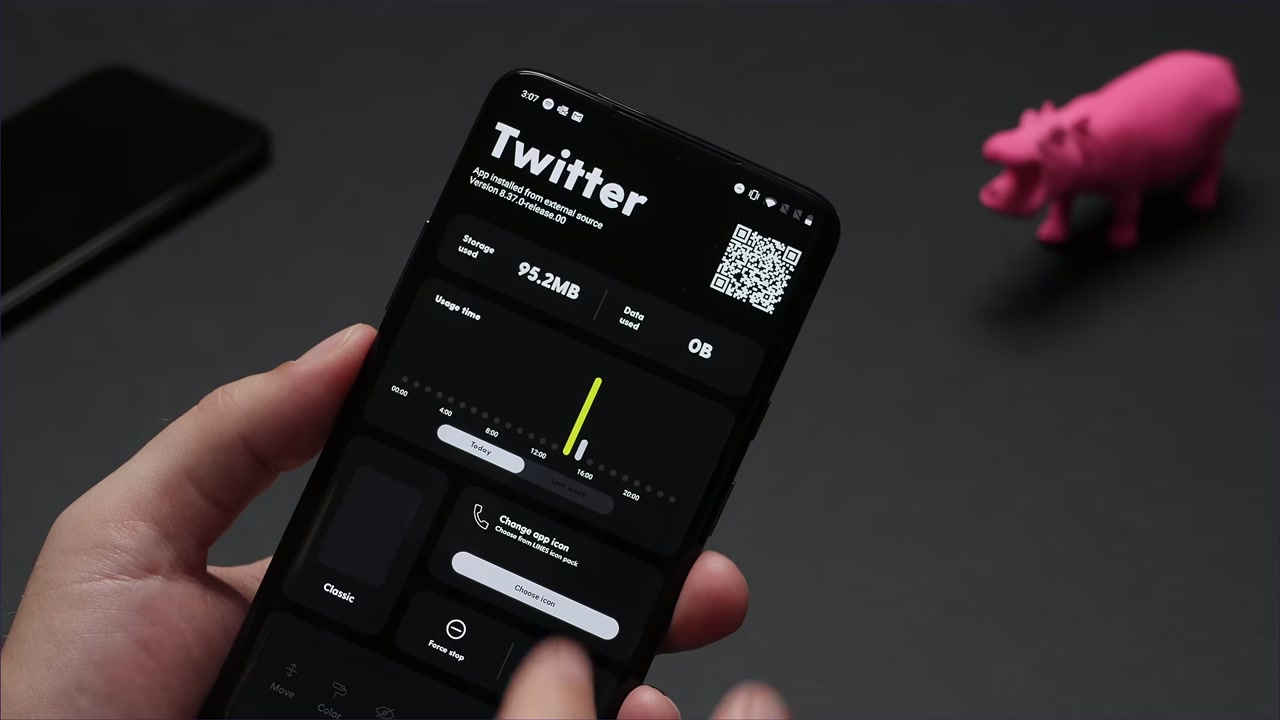 3:07
Twitter
App installed from external source
Version 8.37.0-release.00
Storage
used
95.2MB
Data
used
0B
Usage time
00:00
4:00
8:00
12:00
16:00
20:00
Today
Last week
Change app icon
Choose from LINES icon pack
Choose icon
Classic
Force stop
Move
Color